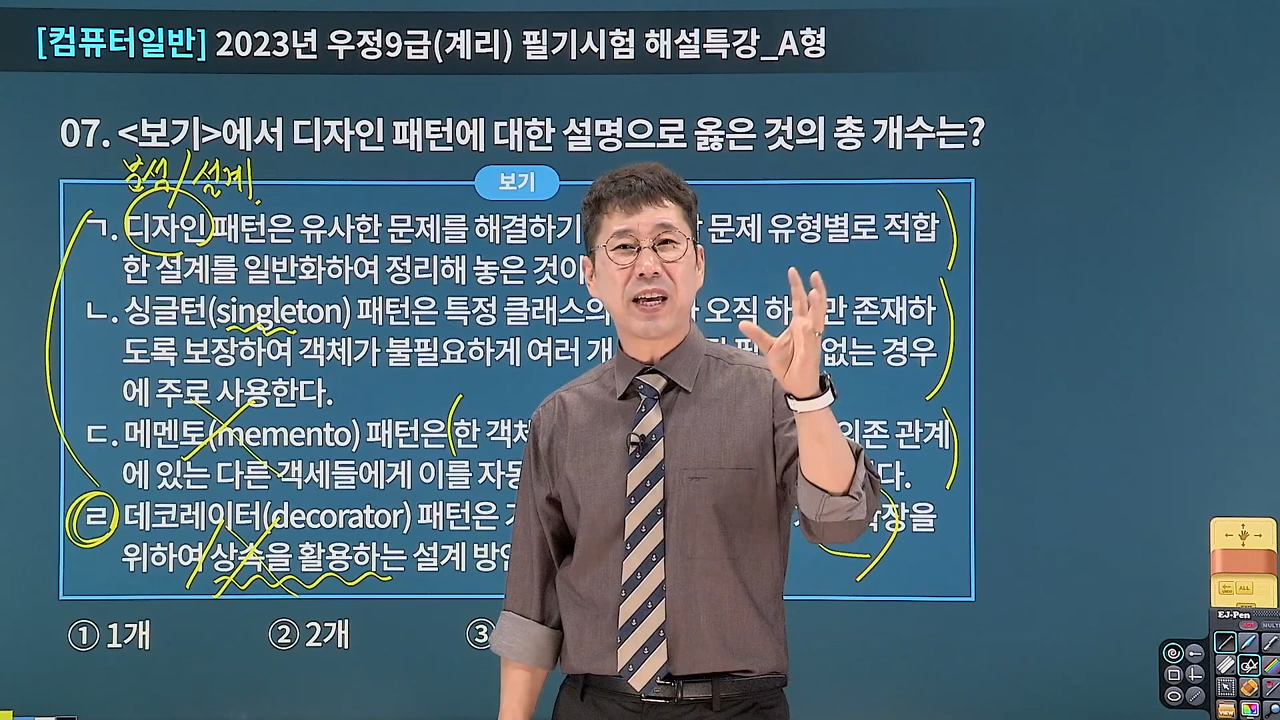 [컴퓨터일반] 2023년 우정9급(계리) 필기시험 해설특강_A형
07. <보기>에서 디자인 패턴에 대한 설명으로 옳은 것의 총 개수는?
분석/설계.
보기
ㄱ. 디자인 패턴은 유사한 문제를 해결하기 문제 유형별로 적합
한 설계를 일반화하여 정리해 놓은 것이
ㄴ. 싱글턴(singleton) 패턴은 특정 클래스의 오직 하 만 존재하
도록 보장하여 객체가 불필요하게 여러 개 없는 경우
에 주로 사용한다.
ㄷ. 메멘토(memento) 패턴은 한 객체 의존 관계
에 있는 다른 객세들에게 이를 자동 다.
ㄹ. 데코레이터(decorator) 패턴은 확장을
위하여 상속을 활용하는 설계 방안
① 1개 ② 2개 ③
ALL
EJ-Pen